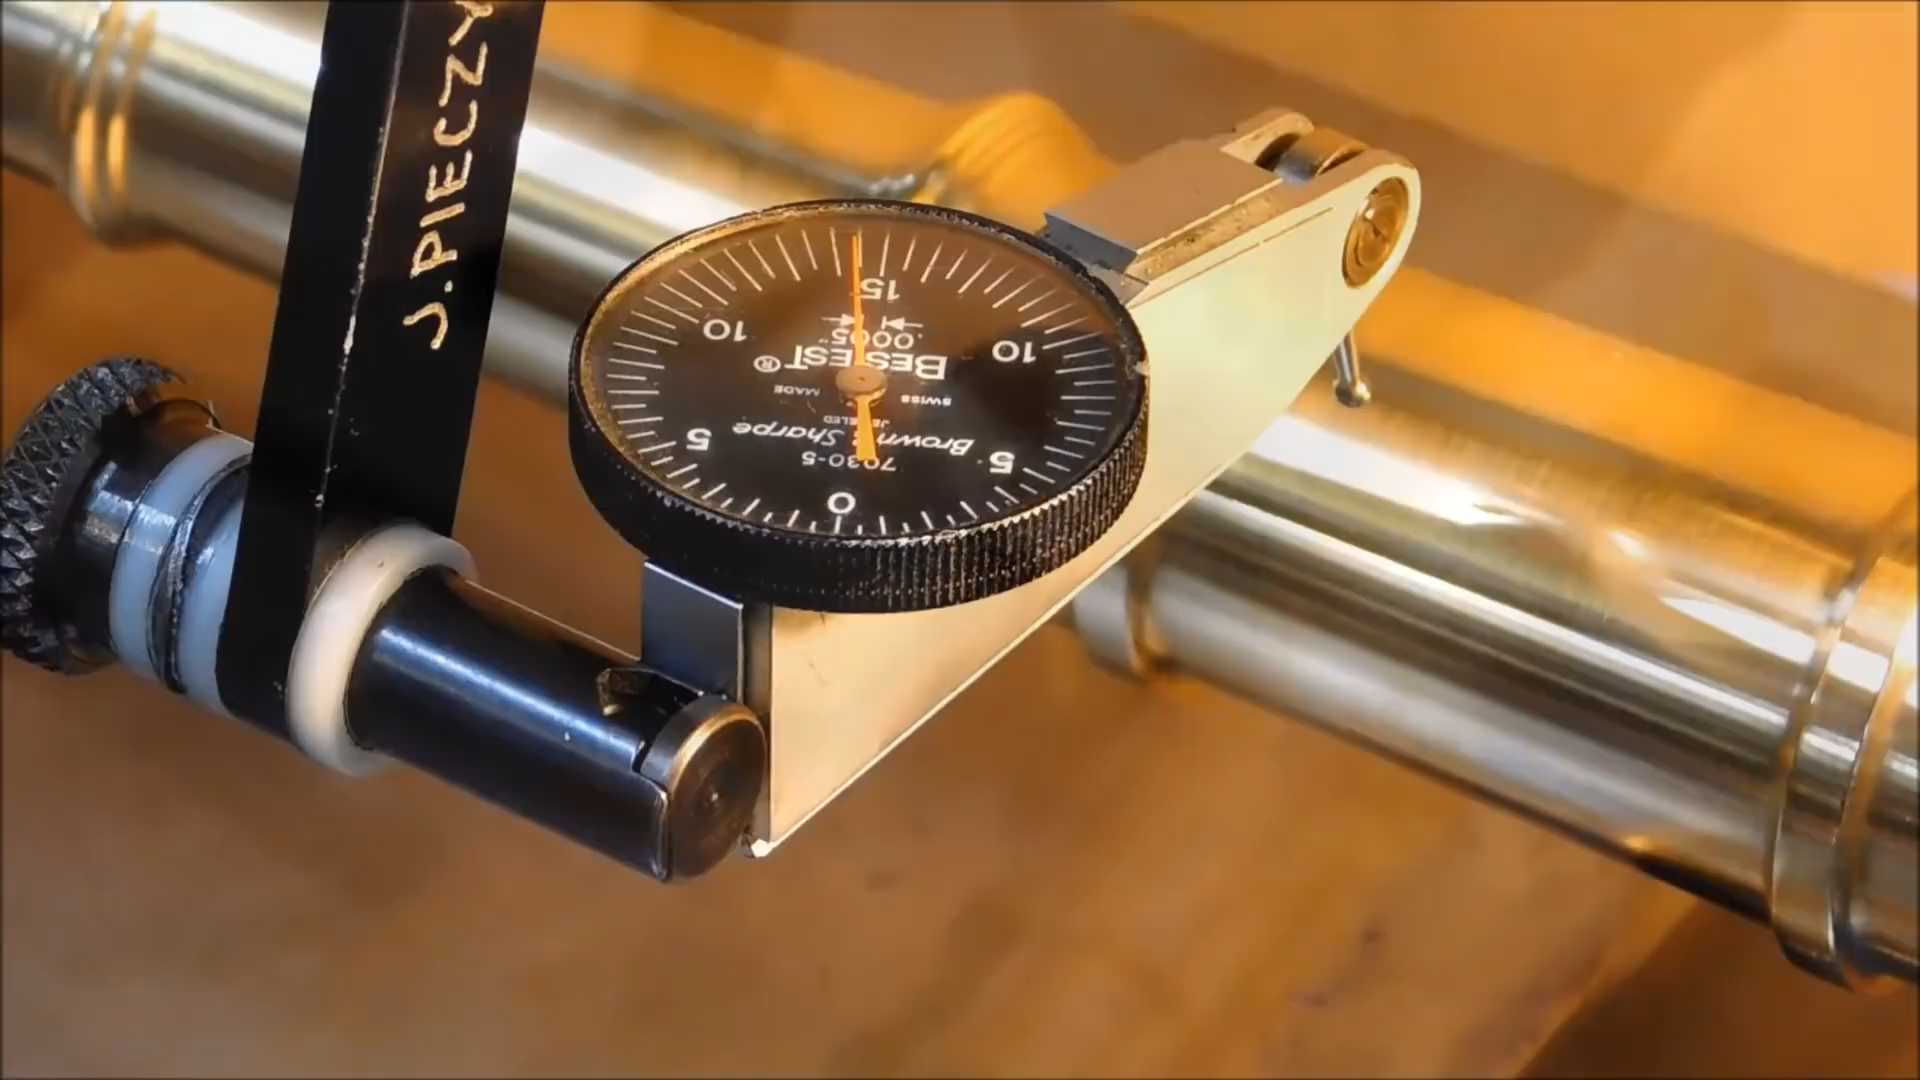 J.PIECZY
15
10 10
.0005"
BESTEST®
SWISS MADE
JEWELED
Brown & Sharpe
7030-5
5 5
0